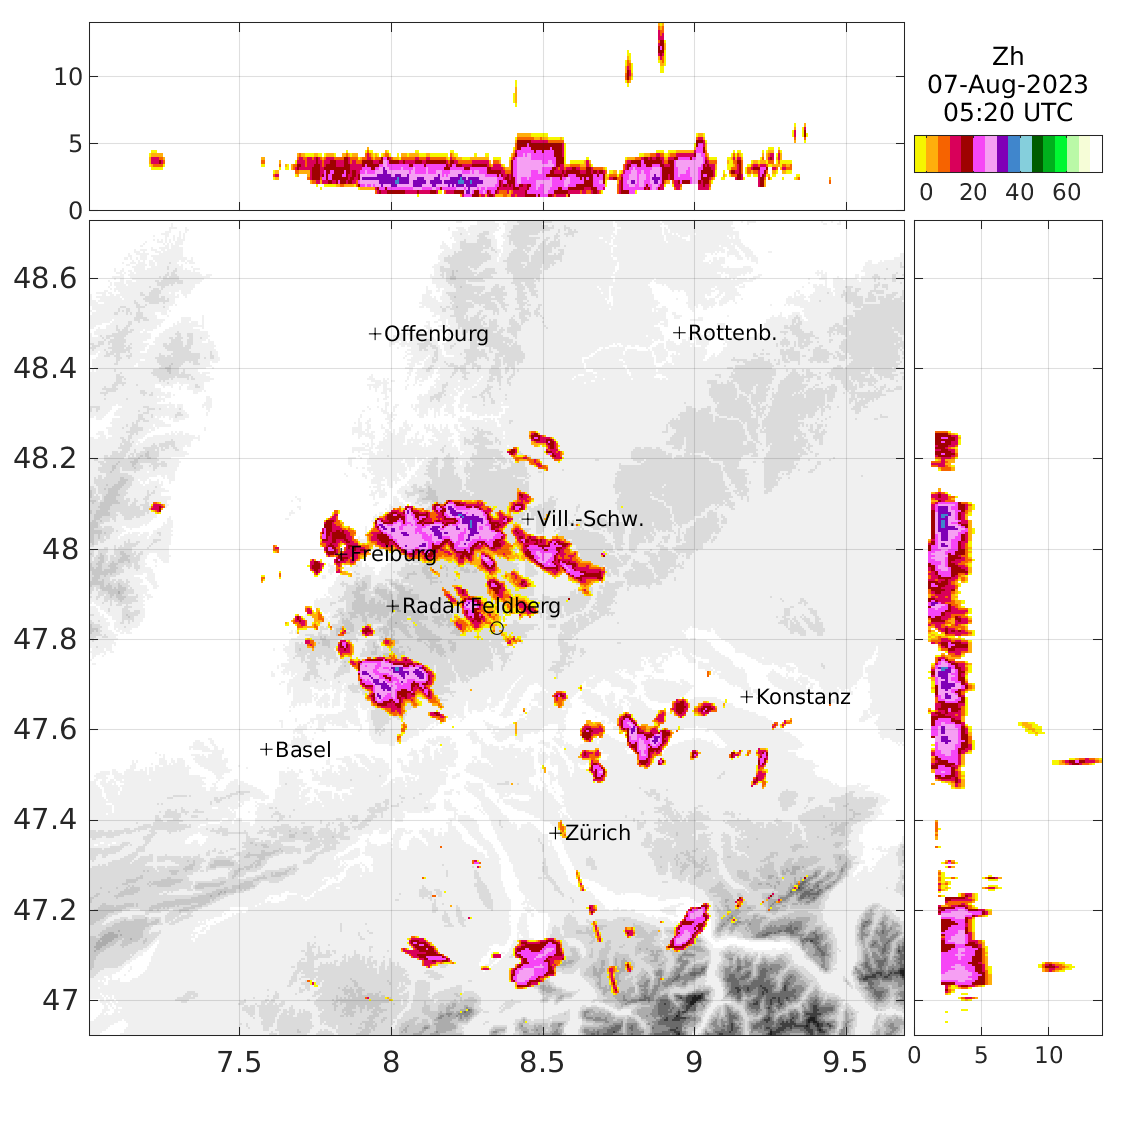 10
5
0
Zh
07-Aug-2023
05:20 UTC
0 20 40 60
48.6
48.4
48.2
48
47.8
47.6
47.4
47.2
47
+Offenburg
+Rottenb.
+Vill.-Schw.
+Freiburg
+Radar Feldberg
+Konstanz
+Basel
+Zürich
7.5 8 8.5 9 9.5
0 5 10